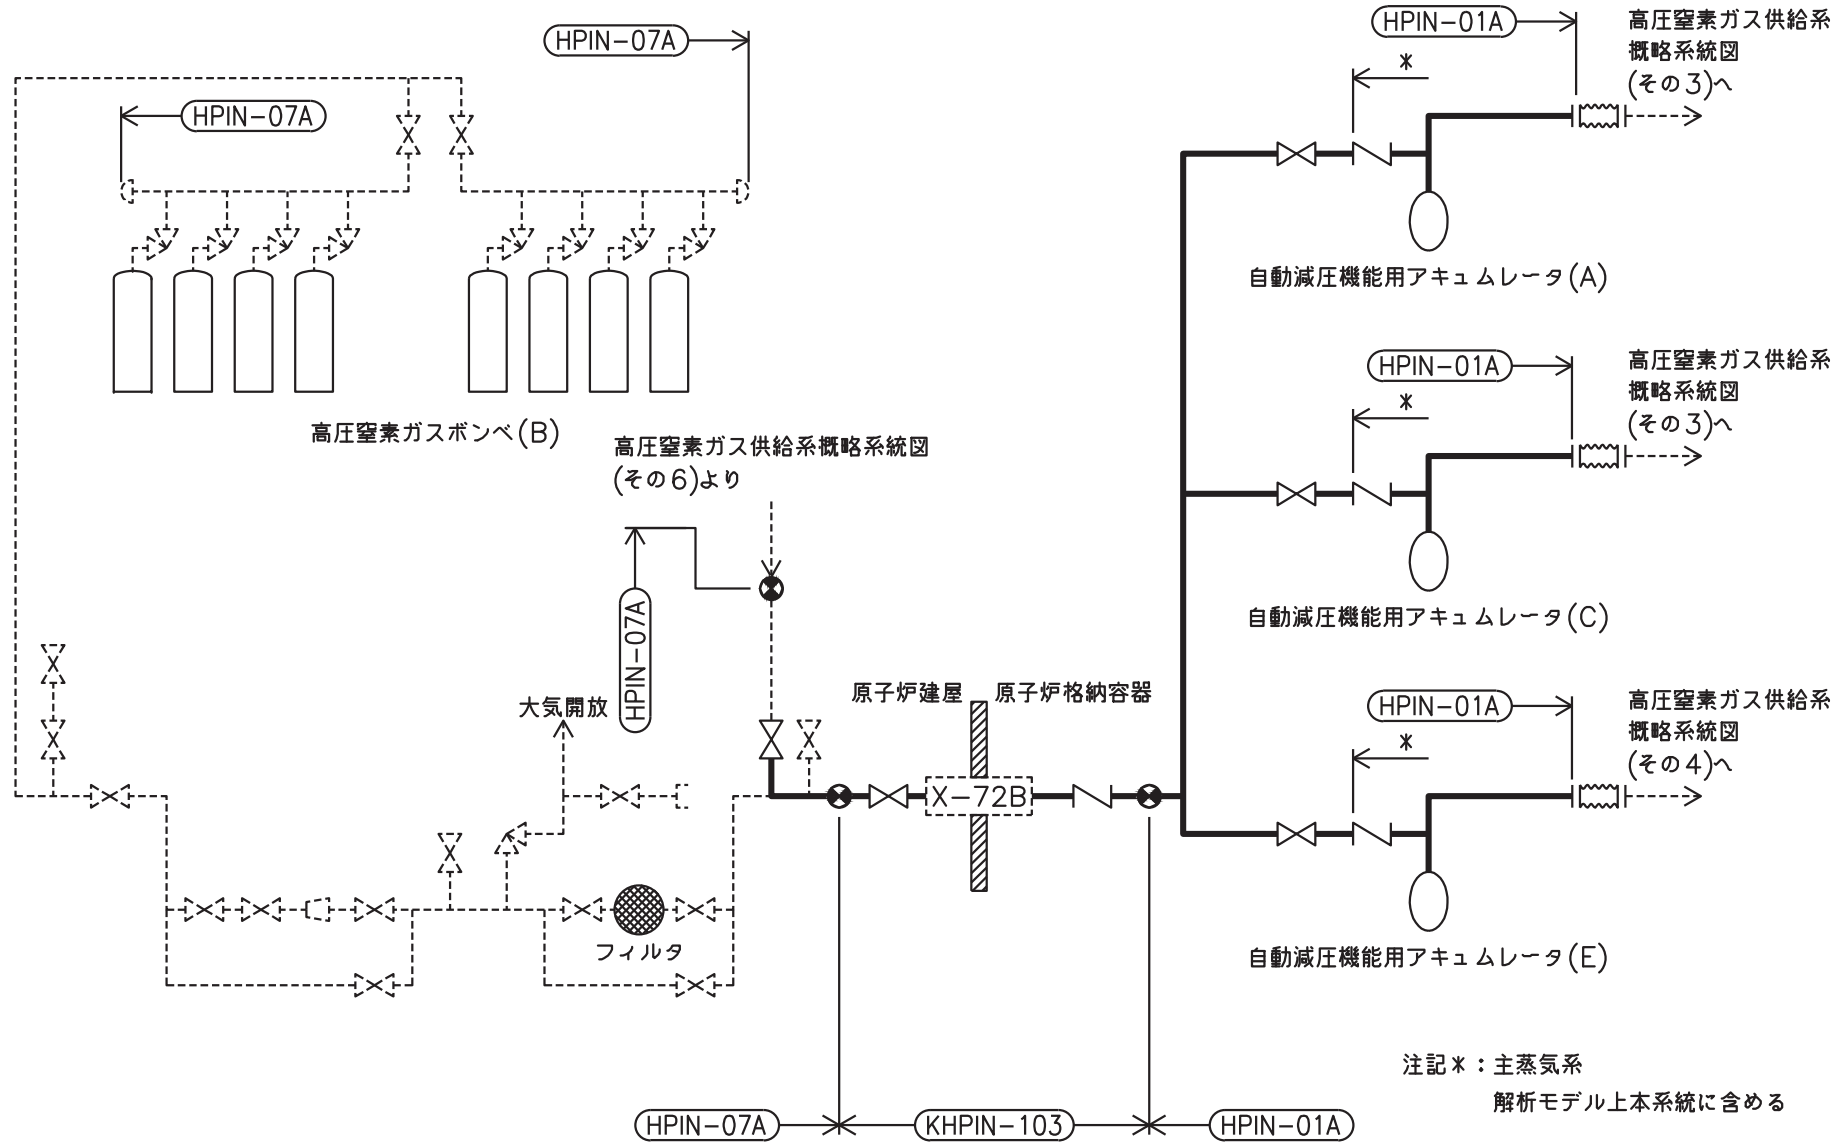 HPIN-01A
高圧窒素ガス供給系
概略系統図
(その3)へ
HPIN-07A
*
HPIN-07A
自動減圧機能用アキュムレータ(A)
HPIN-01A
高圧窒素ガス供給系
概略系統図
(その3)へ
*
高圧窒素ガスボンベ(B)
高圧窒素ガス供給系概略系統図
(その6)より
HPIN-07A
自動減圧機能用アキュムレータ(C)
大気開放
原子炉建屋
原子炉格納容器
HPIN-01A
高圧窒素ガス供給系
概略系統図
(その4)へ
*
X-72B
フィルタ
自動減圧機能用アキュムレータ(E)
注記*:主蒸気系
解析モデル上本系統に含める
HPIN-07A
KHPIN-103
HPIN-01A